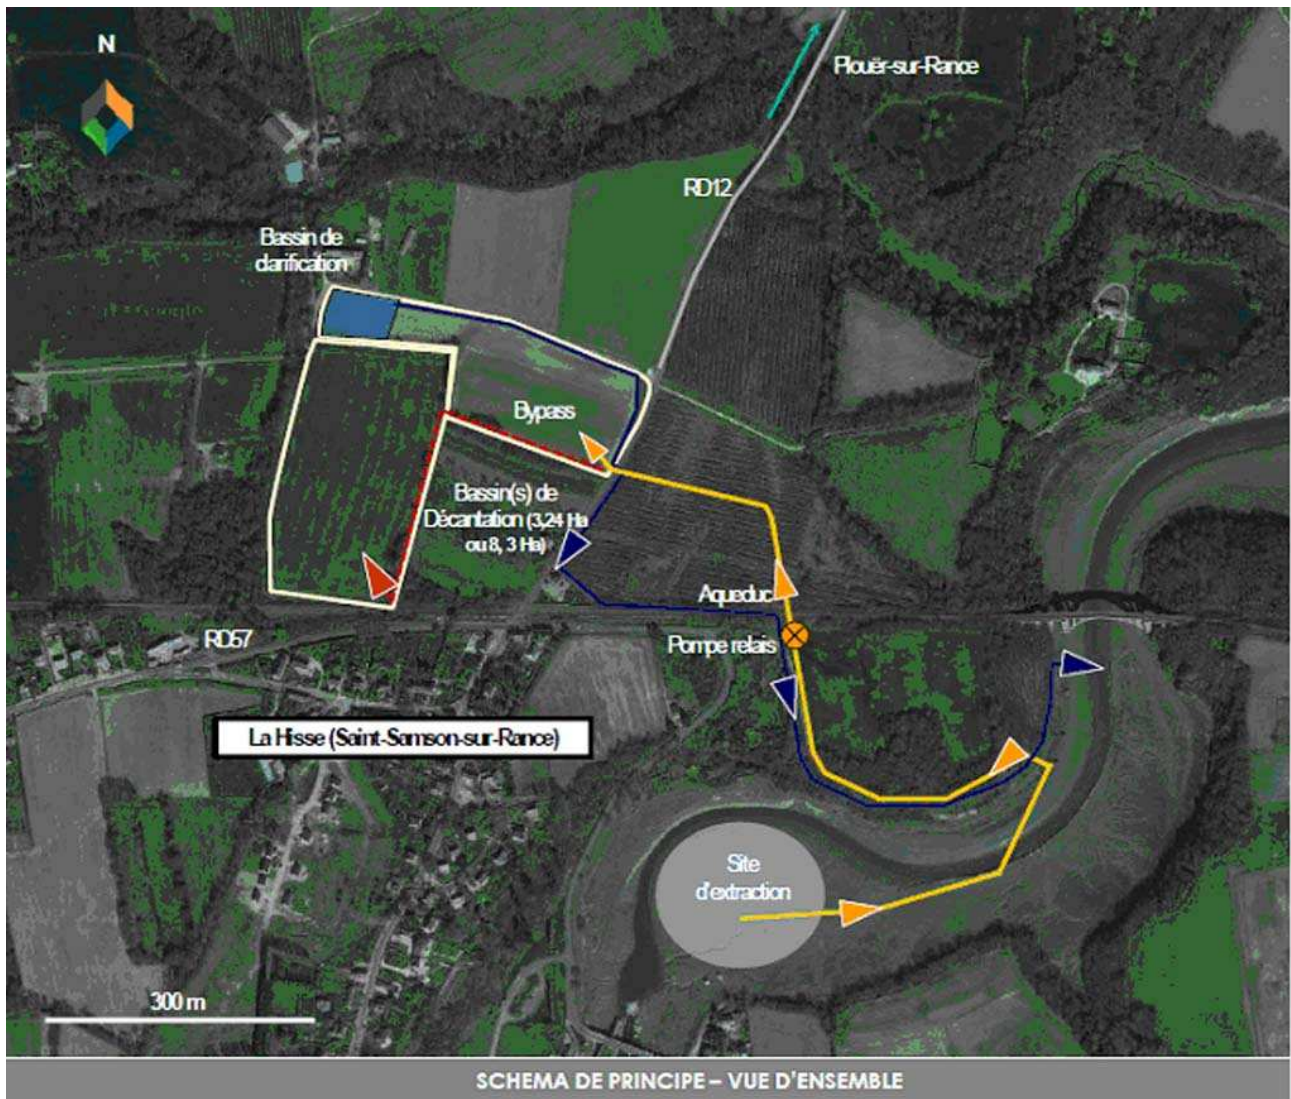 N
Plouër-sur-Rance
RD12
Bassin de
clarification
Bypass
Bassin(s) de
Décantation (3,24 Ha
ou 8, 3 Ha)
Aqueduc
RD57
Pompe relais
La Hisse (Saint-Samson-sur-Rance)
Site
d'extraction
300 m
SCHEMA DE PRINCIPE – VUE D'ENSEMBLE